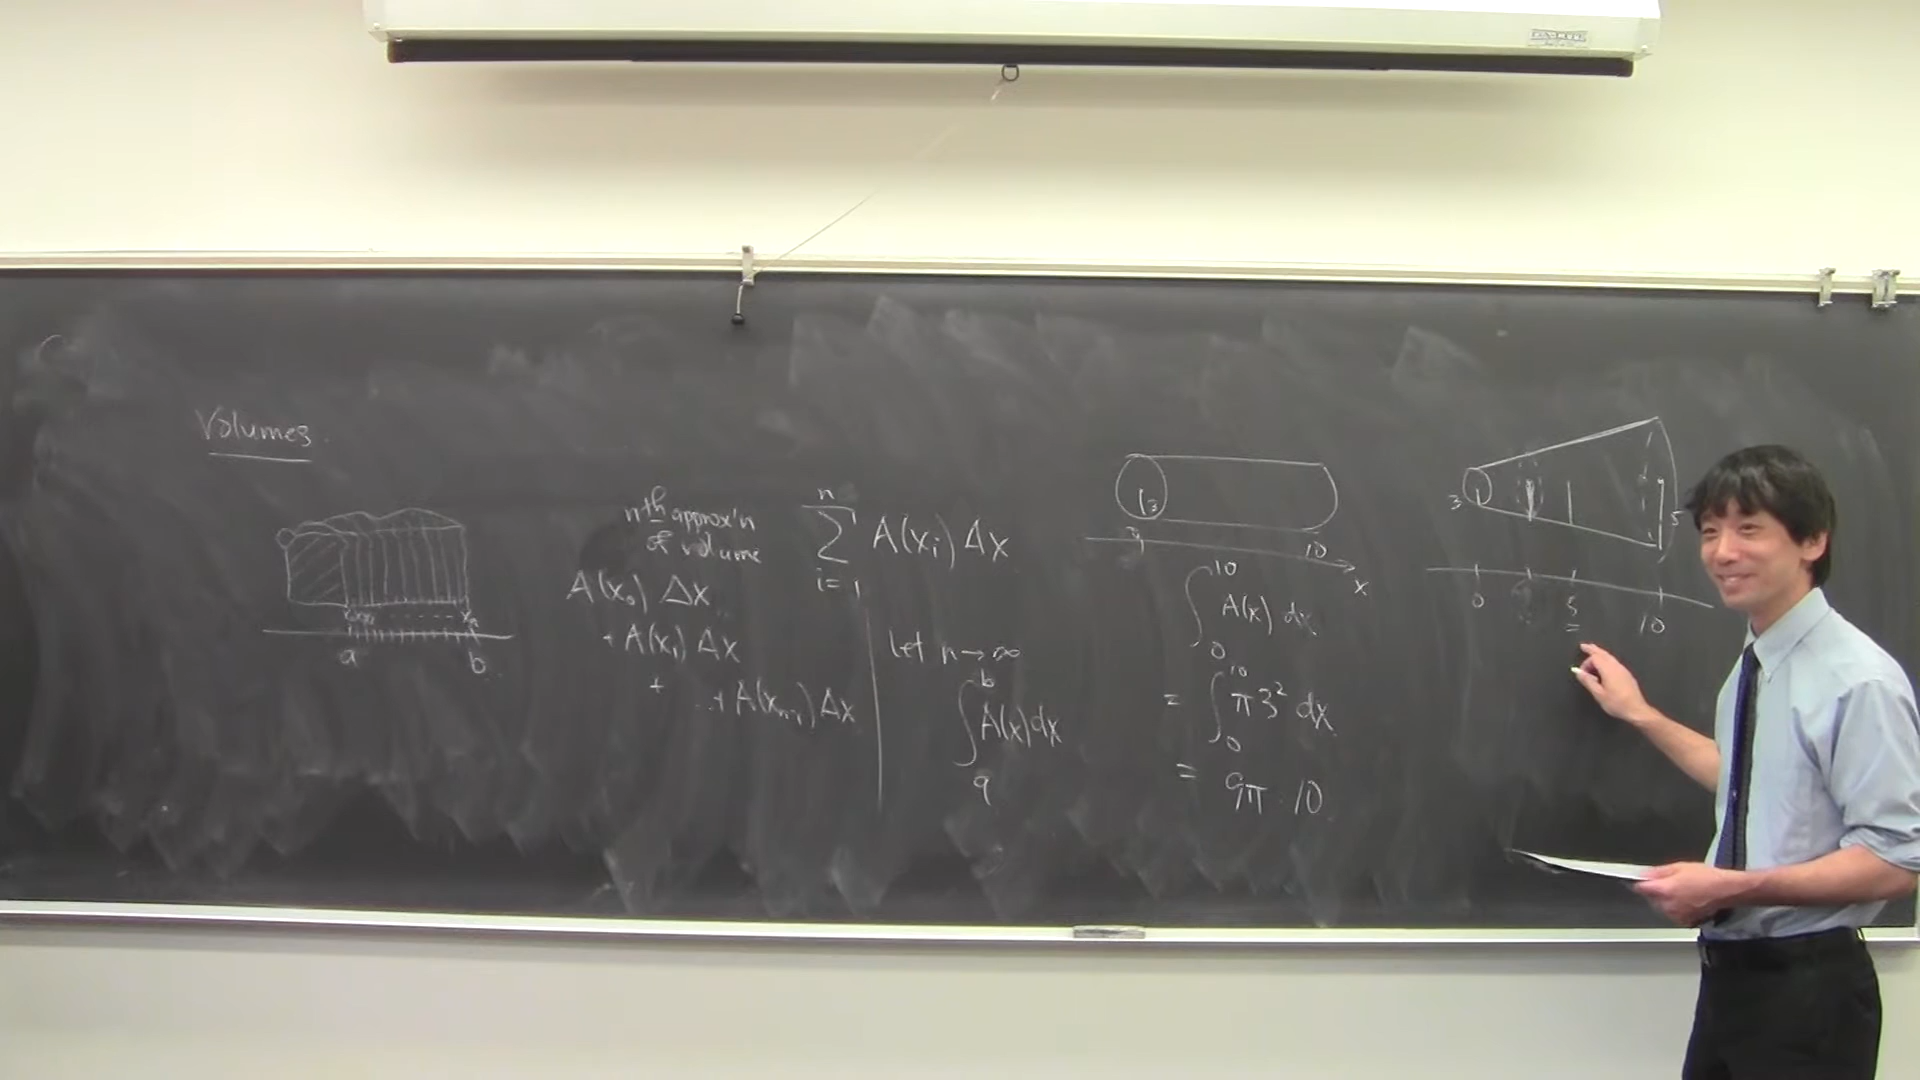 Volumes.
a
b
nth approx'n
of volume
A(x₀) Δx
+ A(x₁) Δx
+ ... + A(xₙ₋₁) Δx
n
∑ A(xᵢ) Δx
i=1
Let n→∞
b
∫ A(x) dx
a
3
10
x
10
∫ A(x) dx
0
10
= ∫ π3² dx
0
= 9π · 10
3
5
0
5
10